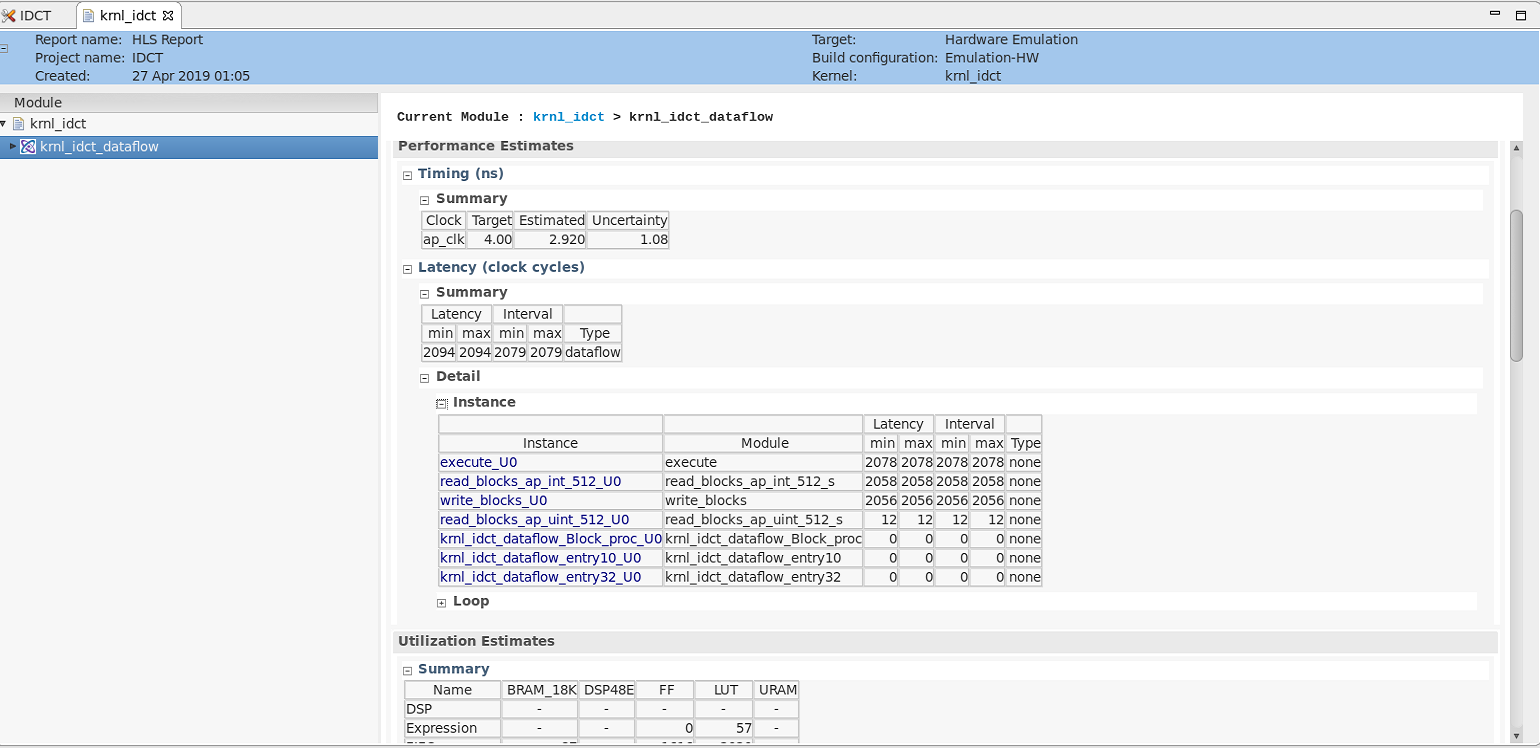 IDCT krnl_idct
Report name: HLS Report Target: Hardware Emulation
Project name: IDCT Build configuration: Emulation-HW
Created: 27 Apr 2019 01:05 Kernel: krnl_idct
Module
krnl_idct
krnl_idct_dataflow
Current Module : krnl_idct > krnl_idct_dataflow
Performance Estimates
Timing (ns)
Summary
Clock Target Estimated Uncertainty
ap_clk 4.00 2.920 1.08
Latency (clock cycles)
Summary
Latency Interval
min max min max Type
2094 2094 2079 2079 dataflow
Detail
Instance
Latency Interval
Instance Module min max min max Type
execute_U0 execute 2078 2078 2078 2078 none
read_blocks_ap_int_512_U0 read_blocks_ap_int_512_s 2058 2058 2058 2058 none
write_blocks_U0 write_blocks 2056 2056 2056 2056 none
read_blocks_ap_uint_512_U0 read_blocks_ap_uint_512_s 12 12 12 12 none
krnl_idct_dataflow_Block_proc_U0 krnl_idct_dataflow_Block_proc 0 0 0 0 none
krnl_idct_dataflow_entry10_U0 krnl_idct_dataflow_entry10 0 0 0 0 none
krnl_idct_dataflow_entry32_U0 krnl_idct_dataflow_entry32 0 0 0 0 none
Loop
Utilization Estimates
Summary
Name BRAM_18K DSP48E FF LUT URAM
DSP - - - - -
Expression - - 0 57 -